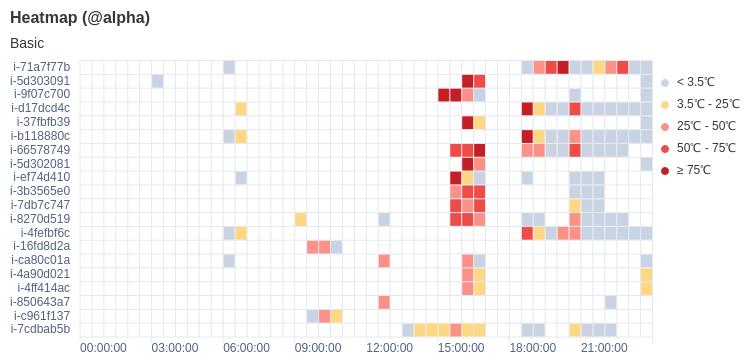 Heatmap (@alpha)
Basic
i-71a7f77b
i-5d303091
i-9f07c700
i-d17dcd4c
i-37fbfb39
i-b118880c
i-66578749
i-5d302081
i-ef74d410
i-3b3565e0
i-7db7c747
i-8270d519
i-4fefbf6c
i-16fd8d2a
i-ca80c01a
i-4a90d021
i-4ff414ac
i-850643a7
i-c961f137
i-7cdbab5b
00:00:00 03:00:00 06:00:00 09:00:00 12:00:00 15:00:00 18:00:00 21:00:00
< 3.5℃
3.5℃ - 25℃
25℃ - 50℃
50℃ - 75℃
≥ 75℃